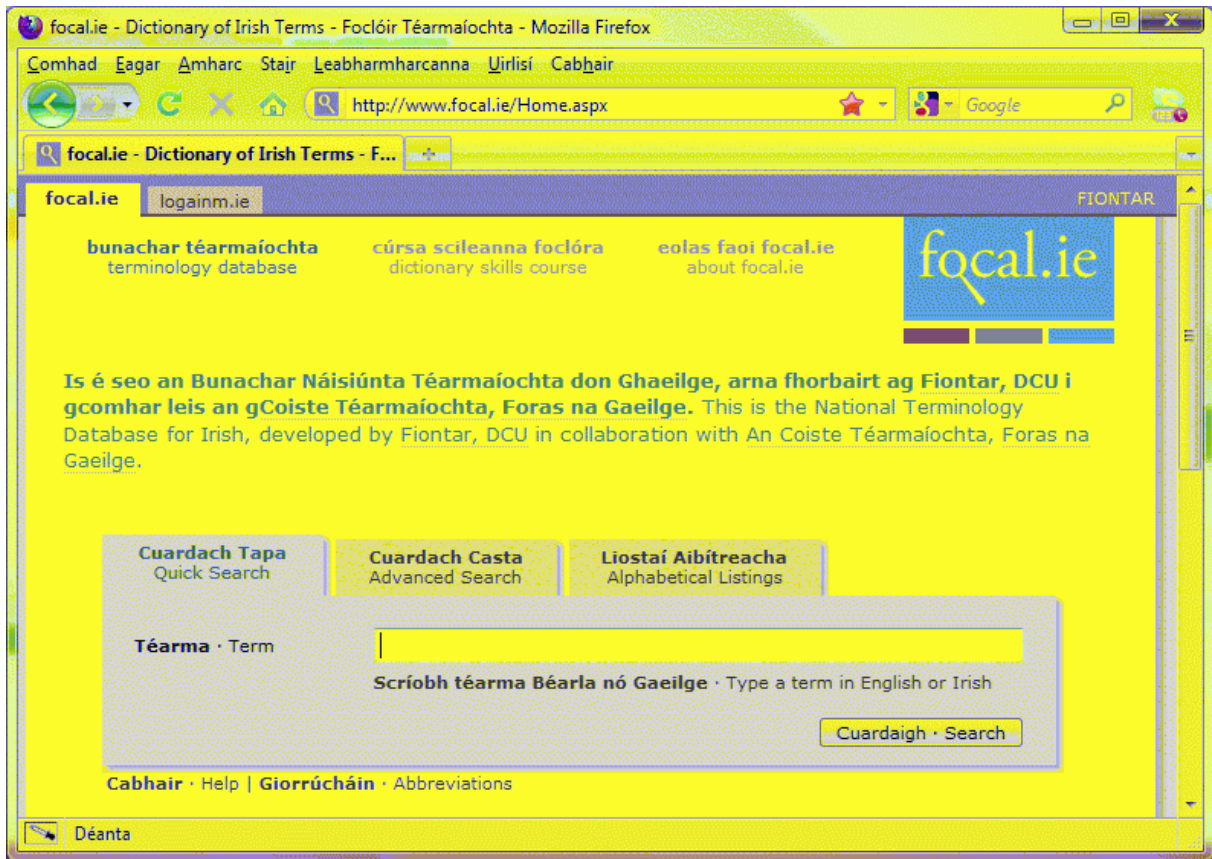 focal.ie - Dictionary of Irish Terms - Foclóir Téarmaíochta - Mozilla Firefox
Comhad Eagar Amharc Stair Leabharmharcanna Uirlisí Cabhair
http://www.focal.ie/Home.aspx Google
focal.ie - Dictionary of Irish Terms - F...
focal.ie logainm.ie FIONTAR
bunachar téarmaíochta cúrsa scileanna foclóra eolas faoi focal.ie
terminology database dictionary skills course about focal.ie
focal.ie
Is é seo an Bunachar Náisiúnta Téarmaíochta don Ghaeilge, arna fhorbairt ag Fiontar, DCU i
gcomhar leis an gCoiste Téarmaíochta, Foras na Gaeilge. This is the National Terminology
Database for Irish, developed by Fiontar, DCU in collaboration with An Coiste Téarmaíochta, Foras na
Gaeilge.
Cuardach Tapa Cuardach Casta Liostaí Aibítreacha
Quick Search Advanced Search Alphabetical Listings
Téarma · Term
Scríobh téarma Béarla nó Gaeilge · Type a term in English or Irish
Cuardaigh · Search
Cabhair · Help | Giorrúcháin · Abbreviations
Déanta